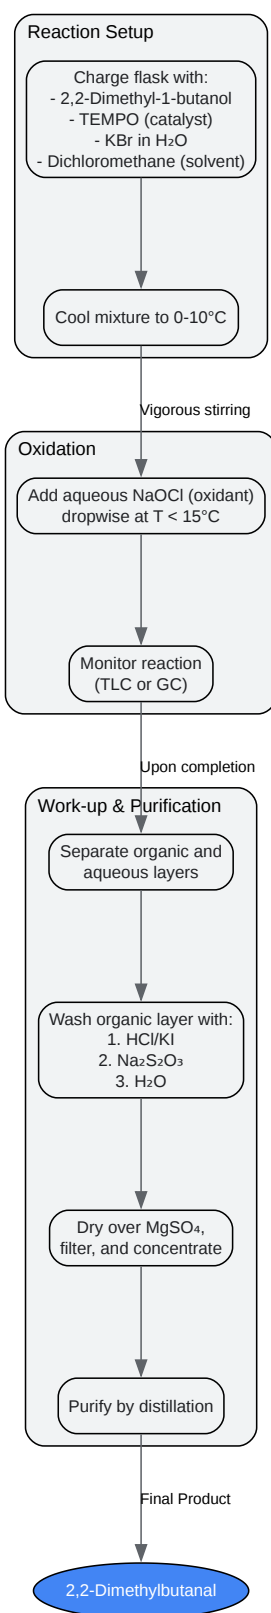 Reaction Setup
Charge flask with:
- 2,2-Dimethyl-1-butanol
- TEMPO (catalyst)
- KBr in H₂O
- Dichloromethane (solvent)
Cool mixture to 0-10°C
Vigorous stirring
Oxidation
Add aqueous NaOCl (oxidant)
dropwise at T < 15°C
Monitor reaction
(TLC or GC)
Upon completion
Work-up & Purification
Separate organic and
aqueous layers
Wash organic layer with:
1. HCl/KI
2. Na₂S₂O₃
3. H₂O
Dry over MgSO₄,
filter, and concentrate
Purify by distillation
Final Product
2,2-Dimethylbutanal